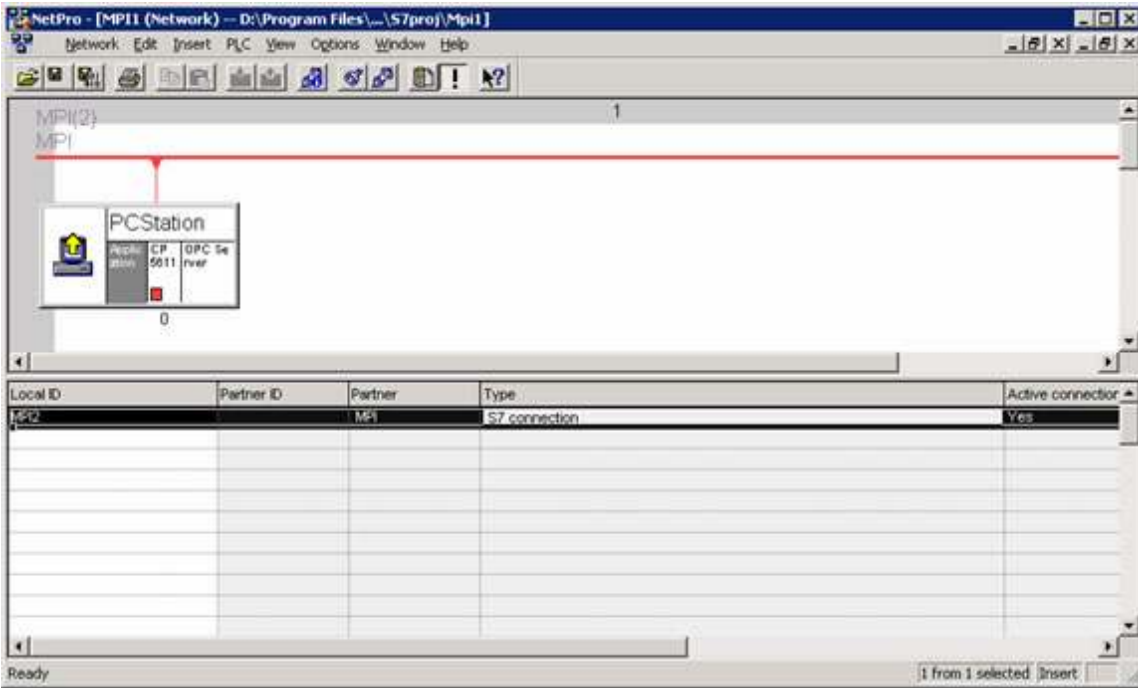 NetPro - [MPI1 (Network) -- D:\Program Files\...\S7proj\Mpi1]
Network Edit Insert PLC View Options Window Help
1
MPI(2)
MPI
PCStation
Application
CP 5611
OPC Server
0
Local ID Partner ID Partner Type Active connection
MPI2 MPI S7 connection Yes
Ready 1 from 1 selected Insert